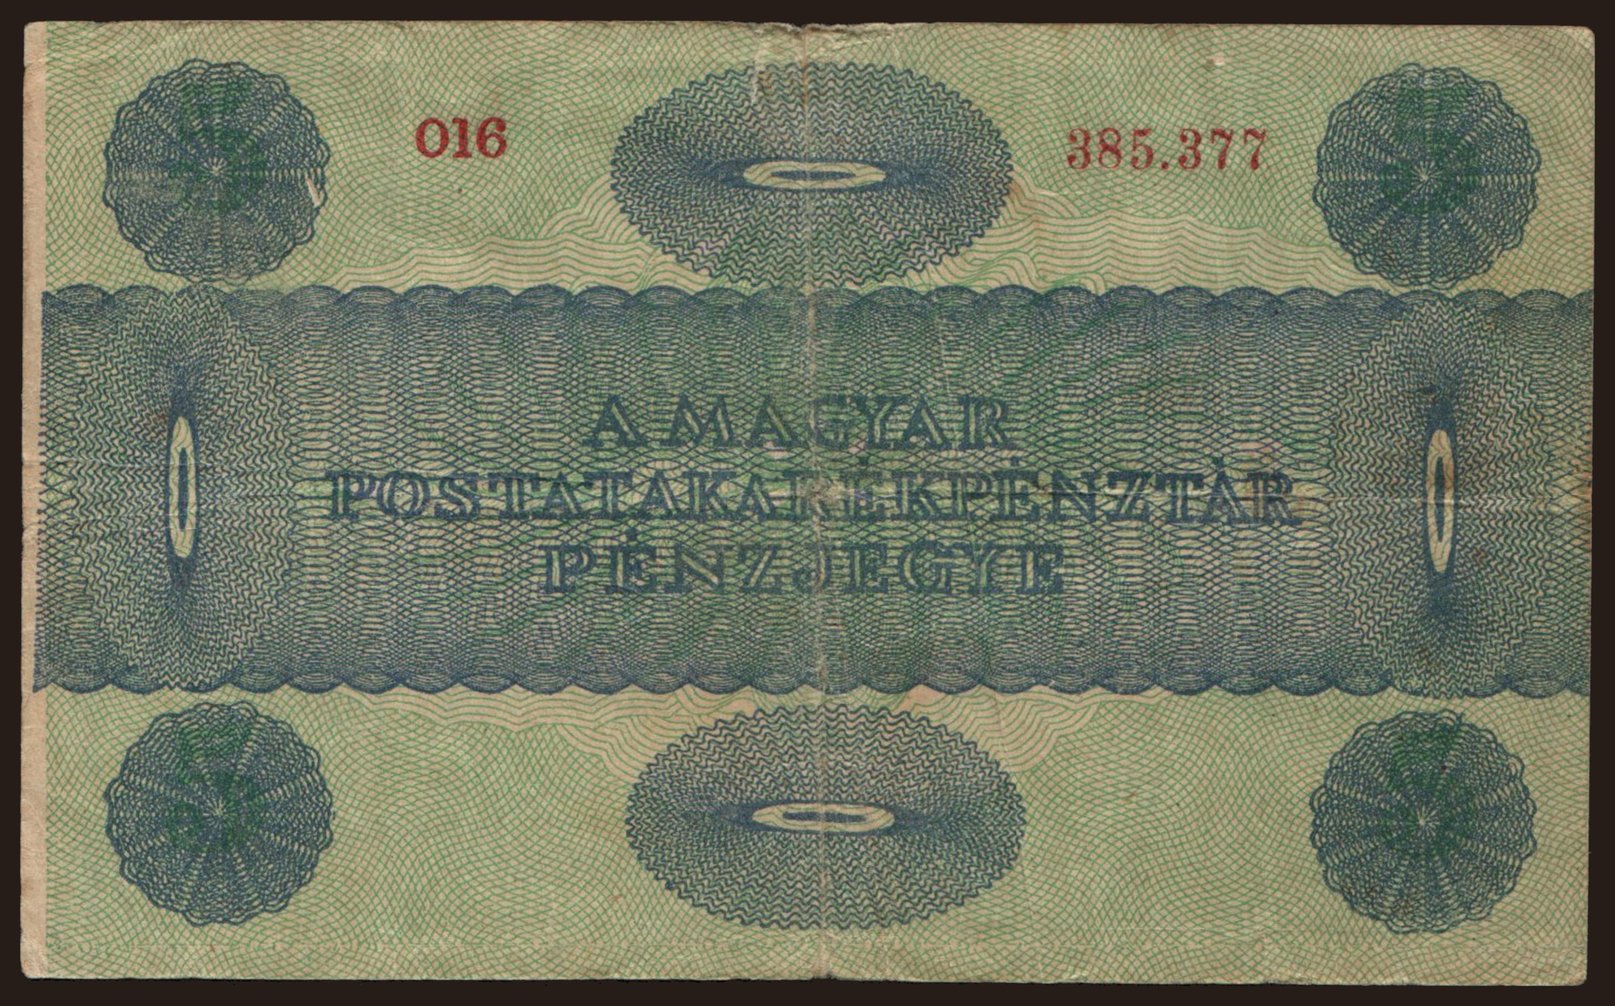 016 385.377
A MAGYAR
POSTATAKARÉKPÉNZTÁR
PÉNZJEGYE